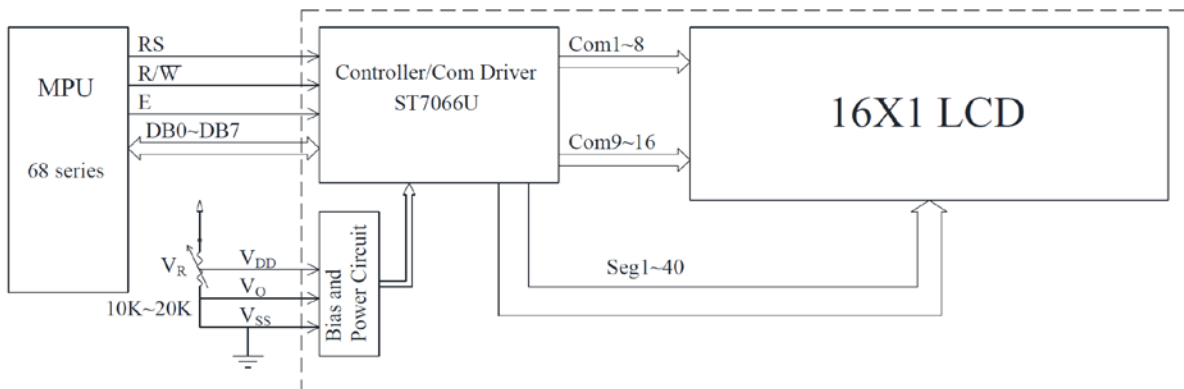 MPU
68 series
RS
R/W̅
E
DB0~DB7
Controller/Com Driver
ST7066U
Com1~8
Com9~16
16X1 LCD
Seg1~40
V_R
10K~20K
V_DD
V_O
V_SS
Bias and
Power Circuit